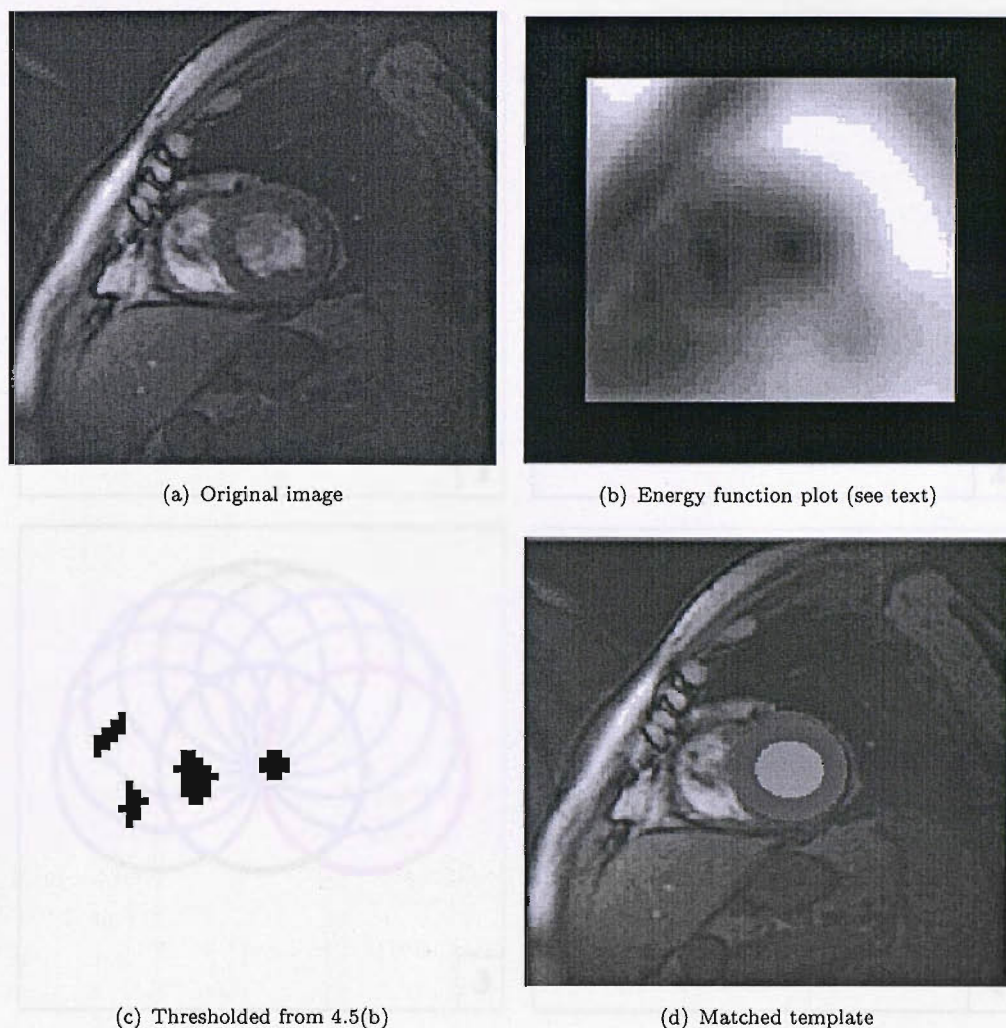 (a) Original image
(b) Energy function plot (see text)
(c) Thresholded from 4.5(b)
(d) Matched template